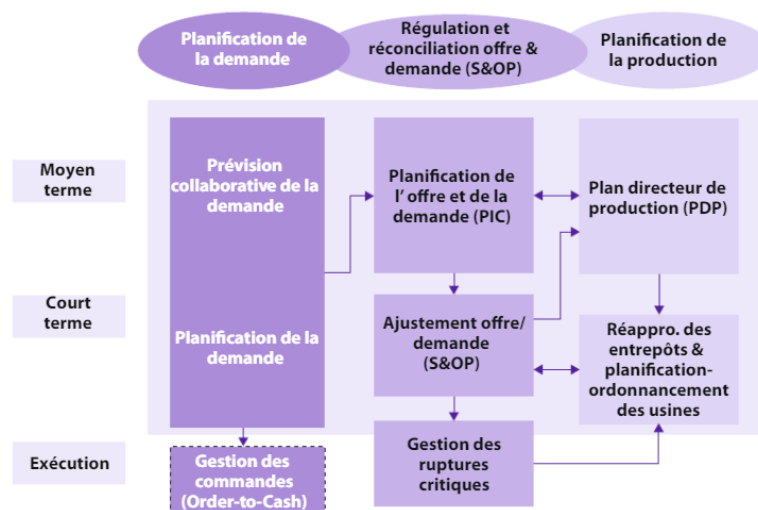 Planification de
la demande
Régulation et
réconciliation offre &
demande (S&OP)
Planification de
la production
Moyen
terme
Prévision
collaborative de la
demande
Planification de
l’ offre et de la
demande (PIC)
Plan directeur de
production (PDP)
Court
terme
Planification de la
demande
Ajustement offre/
demande
(S&OP)
Réappro. des
entrepôts &
planification-
ordonnancement
des usines
Exécution
Gestion des
commandes
(Order-to-Cash)
Gestion des
ruptures
critiques